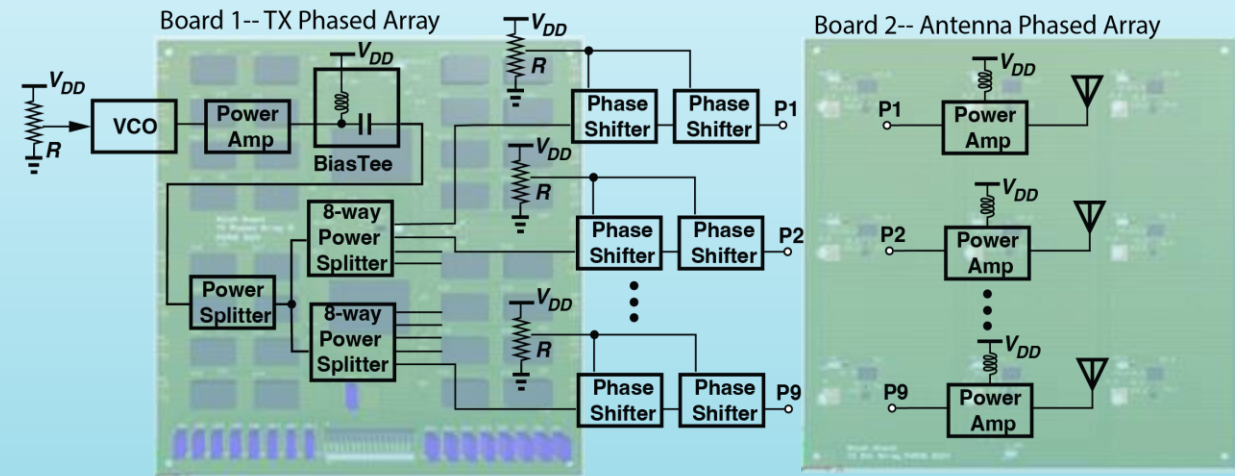 Board 1-- TX Phased Array
Board 2-- Antenna Phased Array
VDD
R
VCO
Power
Amp
VDD
BiasTee
VDD
R
Phase
Shifter
Phase
Shifter
P1
VDD
R
Phase
Shifter
Phase
Shifter
P2
VDD
R
Phase
Shifter
Phase
Shifter
P9
Power
Splitter
8-way
Power
Splitter
8-way
Power
Splitter
P1
VDD
Power
Amp
P2
VDD
Power
Amp
P9
VDD
Power
Amp